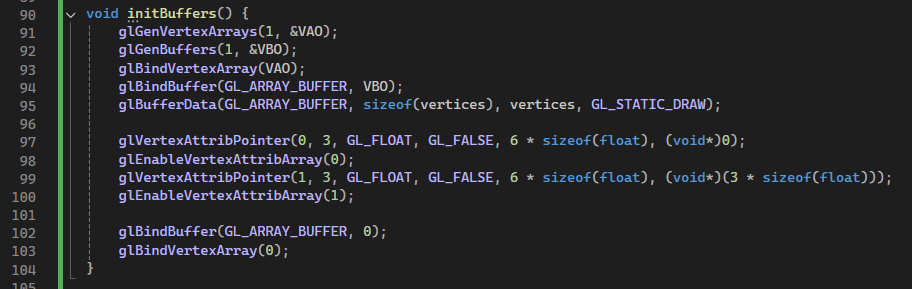 90 void initBuffers() {
91 glGenVertexArrays(1, &VAO);
92 glGenBuffers(1, &VBO);
93 glBindVertexArray(VAO);
94 glBindBuffer(GL_ARRAY_BUFFER, VBO);
95 glBufferData(GL_ARRAY_BUFFER, sizeof(vertices), vertices, GL_STATIC_DRAW);
96
97 glVertexAttribPointer(0, 3, GL_FLOAT, GL_FALSE, 6 * sizeof(float), (void*)0);
98 glEnableVertexAttribArray(0);
99 glVertexAttribPointer(1, 3, GL_FLOAT, GL_FALSE, 6 * sizeof(float), (void*)(3 * sizeof(float)));
100 glEnableVertexAttribArray(1);
101
102 glBindBuffer(GL_ARRAY_BUFFER, 0);
103 glBindVertexArray(0);
104 }
105